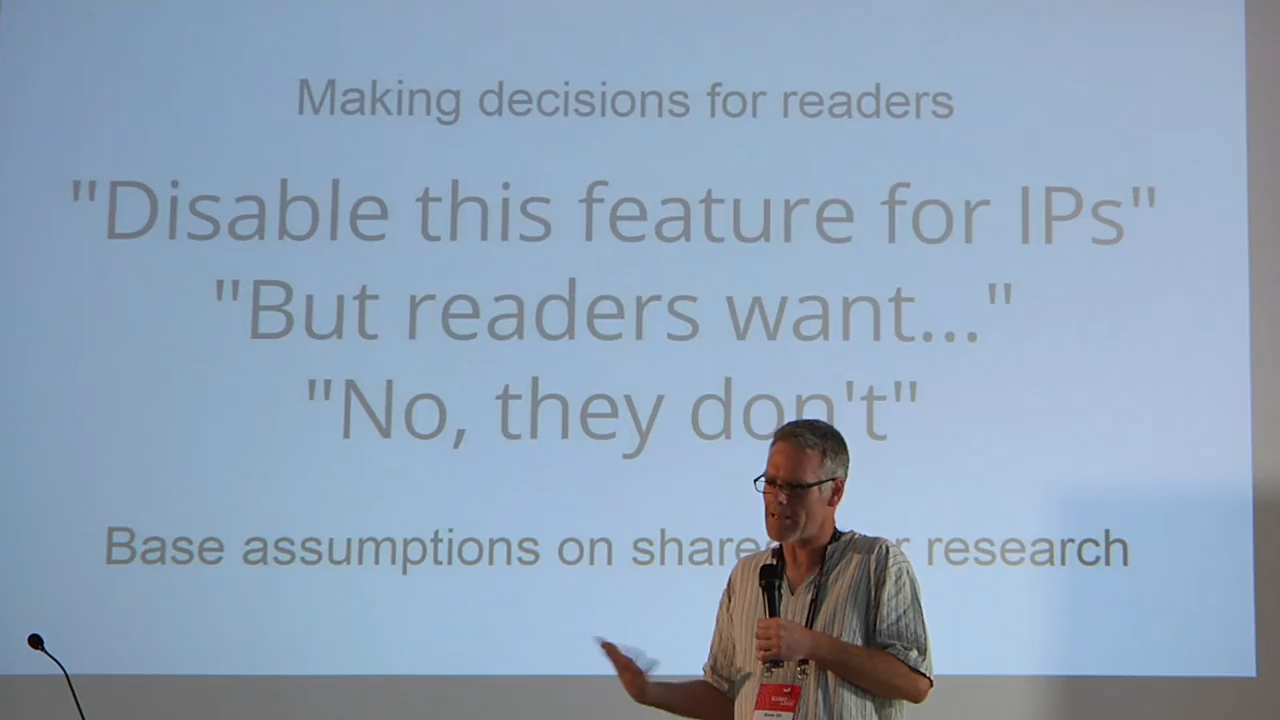 Making decisions for readers
"Disable this feature for IPs"
"But readers want..."
"No, they don't"
Base assumptions on share research